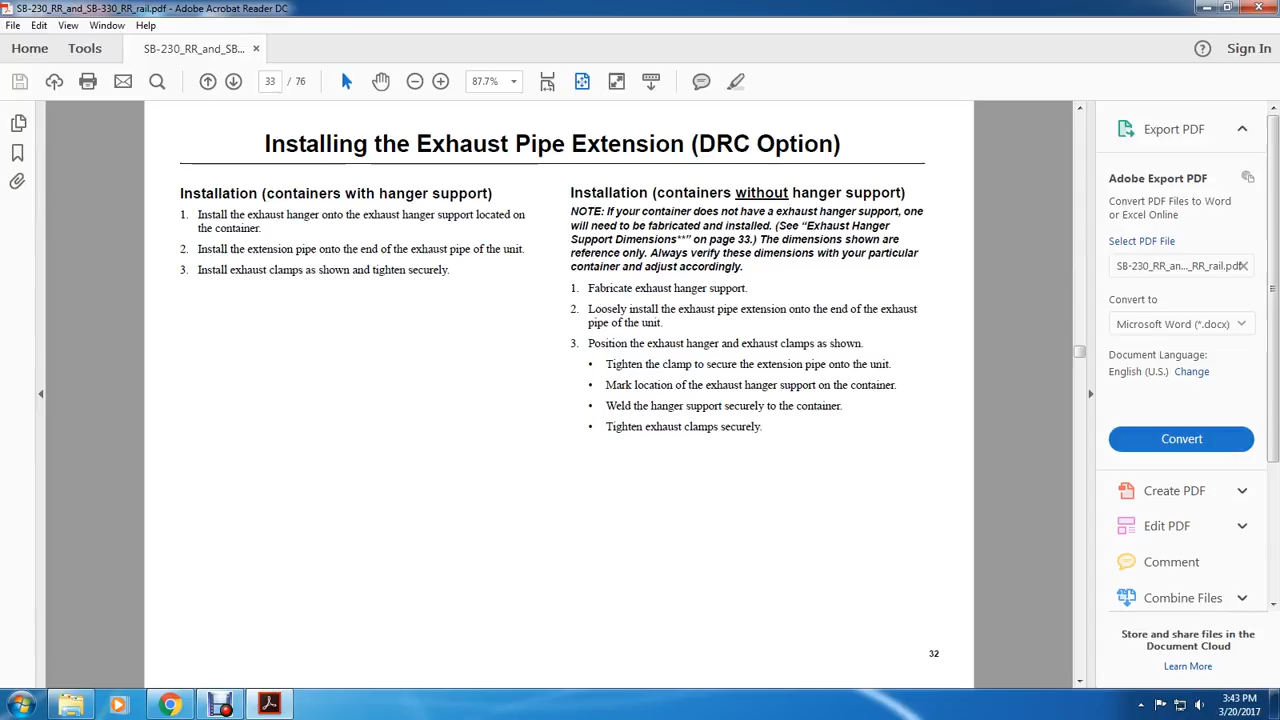 SB-230_RR_and_SB-330_RR_rail.pdf - Adobe Acrobat Reader DC
File Edit View Window Help
Home Tools SB-230_RR_and_SB... × Sign In
33 / 76 87.7%
Installing the Exhaust Pipe Extension (DRC Option)
Installation (containers with hanger support)
1. Install the exhaust hanger onto the exhaust hanger support located on
the container.
2. Install the extension pipe onto the end of the exhaust pipe of the unit.
3. Install exhaust clamps as shown and tighten securely.
Installation (containers without hanger support)
NOTE: If your container does not have a exhaust hanger support, one
will need to be fabricated and installed. (See “Exhaust Hanger
Support Dimensions**” on page 33.) The dimensions shown are
reference only. Always verify these dimensions with your particular
container and adjust accordingly.
1. Fabricate exhaust hanger support.
2. Loosely install the exhaust pipe extension onto the end of the exhaust
pipe of the unit.
3. Position the exhaust hanger and exhaust clamps as shown.
• Tighten the clamp to secure the extension pipe onto the unit.
• Mark location of the exhaust hanger support on the container.
• Weld the hanger support securely to the container.
• Tighten exhaust clamps securely.
32
Export PDF
Adobe Export PDF
Convert PDF Files to Word
or Excel Online
Select PDF File
SB-230_RR_an..._RR_rail.pdf
Convert to
Microsoft Word (*.docx)
Document Language:
English (U.S.) Change
Convert
Create PDF
Edit PDF
Comment
Combine Files
Store and share files in the
Document Cloud
Learn More
3:43 PM
3/20/2017